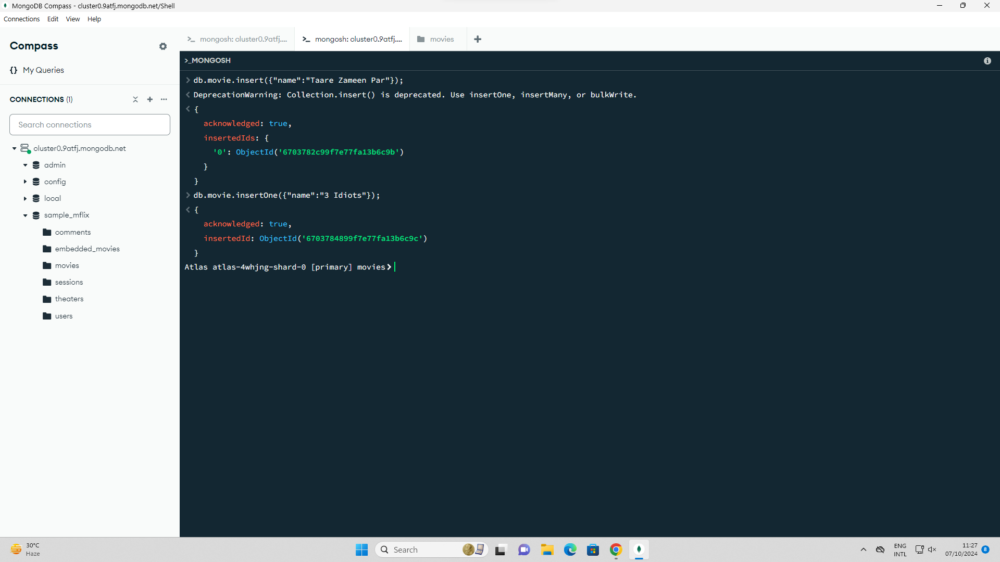 MongoDB Compass - cluster0.9atfj.mongodb.net/Shell
Connections Edit View Help
Compass
My Queries
CONNECTIONS (1)
Search connections
cluster0.9atfj.mongodb.net
admin
config
local
sample_mflix
comments
embedded_movies
movies
sessions
theaters
users
mongosh: cluster0.9atfj....
mongosh: cluster0.9atfj....
movies
>_MONGOSH
> db.movie.insert({"name":"Taare Zameen Par"});
< DeprecationWarning: Collection.insert() is deprecated. Use insertOne, insertMany, or bulkWrite.
< {
acknowledged: true,
insertedIds: {
'0': ObjectId('6703782c99f7e77fa13b6c9b')
}
}
> db.movie.insertOne({"name":"3 Idiots"});
< {
acknowledged: true,
insertedId: ObjectId('6703784899f7e77fa13b6c9c')
}
Atlas atlas-4whjng-shard-0 [primary] movies>
30°C
Haze
Search
ENG
INTL
11:27
07/10/2024
8